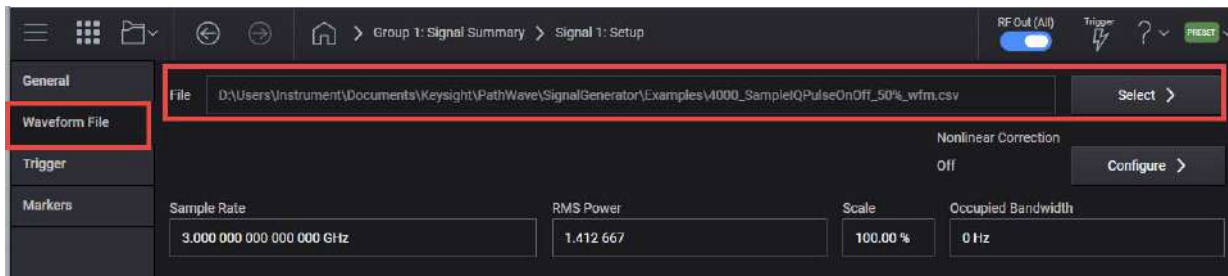 Group 1: Signal Summary > Signal 1: Setup
RF Out (All)
Trigger
?
PRESET
General
Waveform File
Trigger
Markers
File
D:\Users\Instrument\Documents\Keysight\PathWave\SignalGenerator\Examples\4000_SampleIQPulseOnOff_50%_wfm.csv
Select >
Nonlinear Correction
Off
Configure >
Sample Rate
RMS Power
Scale
Occupied Bandwidth
3.000 000 000 000 000 GHz
1.412 667
100.00 %
0 Hz